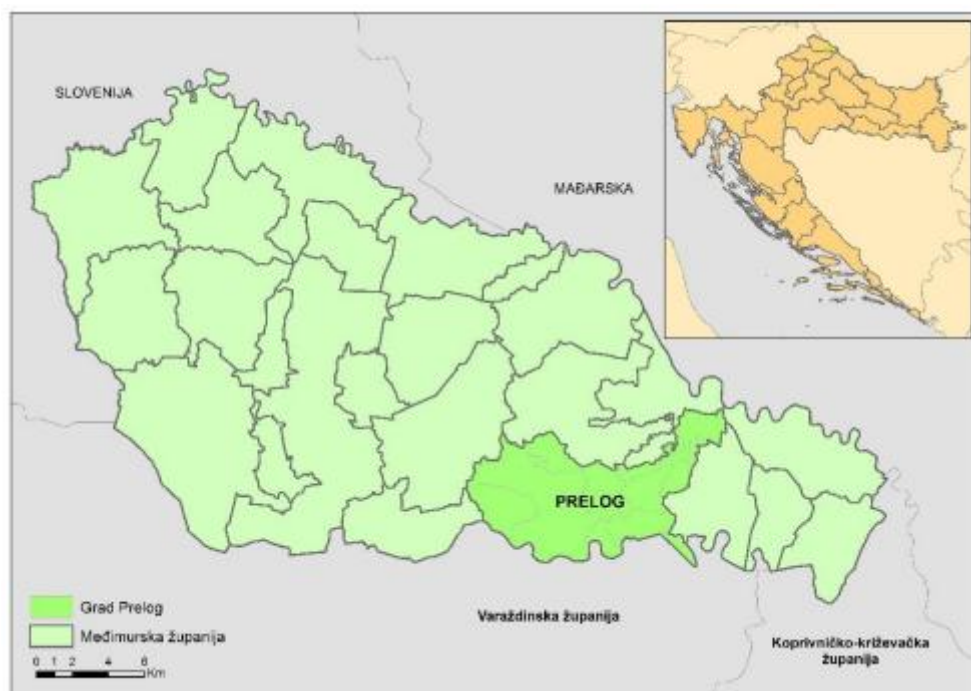 SLOVENIJA
MAĐARSKA
PRELOG
Grad Prelog
Varaždinska županija
Međimurska županija
Koprivničko-križevačka
županija
0 1 2 4 6
Km